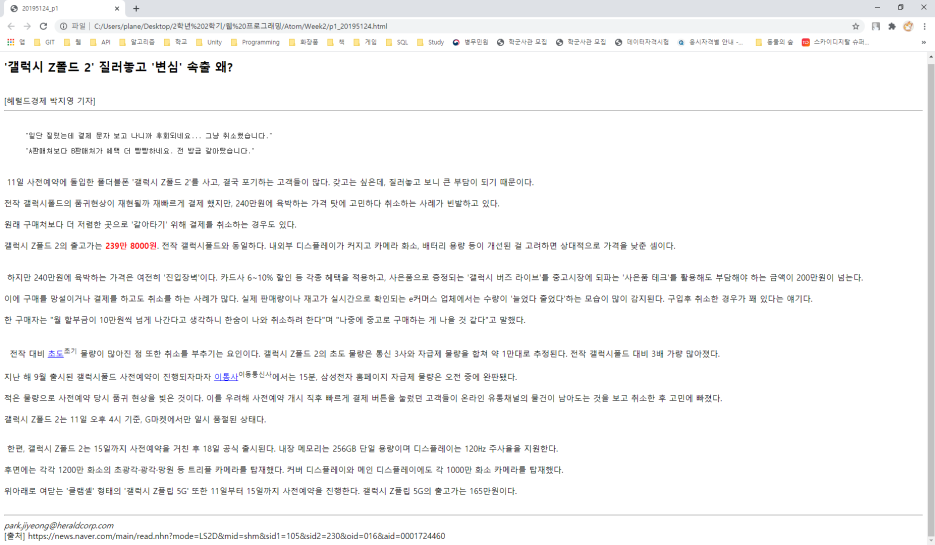 20195124_p1
파일 | C:/Users/plane/Desktop/2학년%202학기/웹%20프로그래밍/Atom/Week2/p1_20195124.html
앱 GIT 웹 API 알고리즘 학교 Unity Programming 화장품 책 게임 SQL Study 병무민원 학군사관 모집 학군사관 모집 데이터자격시험 응시자격별 안내 -... 동물의 숲 스카이디지탈 슈퍼...
'갤럭시 Z폴드 2' 질러놓고 '변심' 속출 왜?
[헤럴드경제 박지영 기자]
"일단 질렀는데 결제 문자 보고 나니까 후회되네요... 그냥 취소했습니다."
"A판매처보다 B판매처가 혜택 더 빵빵하네요. 전 방금 갈아탔습니다."
11일 사전예약에 돌입한 폴더블폰 '갤럭시 Z폴드 2'를 사고, 결국 포기하는 고객들이 많다. 갖고는 싶은데, 질러놓고 보니 큰 부담이 되기 때문이다.
전작 갤럭시폴드의 품귀현상이 재현될까 재빠르게 결제 했지만, 240만원에 육박하는 가격 탓에 고민하다 취소하는 사례가 빈발하고 있다.
원래 구매처보다 더 저렴한 곳으로 '갈아타기' 위해 결제를 취소하는 경우도 있다.
갤럭시 Z폴드 2의 출고가는 239만 8000원. 전작 갤럭시폴드와 동일하다. 내외부 디스플레이가 커지고 카메라 화소, 배터리 용량 등이 개선된 걸 고려하면 상대적으로 가격을 낮춘 셈이다.
하지만 240만원에 육박하는 가격은 여전히 '진입장벽'이다. 카드사 6~10% 할인 등 각종 혜택을 적용하고, 사은품으로 증정되는 '갤럭시 버즈 라이브'를 중고시장에 되파는 '사은품 테크'를 활용해도 부담해야 하는 금액이 200만원이 넘는다.
이에 구매를 망설이거나 결제를 하고도 취소를 하는 사례가 많다. 실제 판매량이나 재고가 실시간으로 확인되는 e커머스 업체에서는 수량이 '늘었다 줄었다'하는 모습이 많이 감지된다. 구입후 취소한 경우가 꽤 있다는 얘기다.
한 구매자는 "월 할부금이 10만원씩 넘게 나간다고 생각하니 한숨이 나와 취소하려 한다"며 "나중에 중고로 구매하는 게 나을 것 같다"고 말했다.
전작 대비 초도초기 물량이 많아진 점 또한 취소를 부추기는 요인이다. 갤럭시 Z폴드 2의 초도 물량은 통신 3사와 자급제 물량을 합쳐 약 1만대로 추정된다. 전작 갤럭시폴드 대비 3배 가량 많아졌다.
지난 해 9월 출시된 갤럭시폴드 사전예약이 진행되자마자 이통사이동통신사에서는 15분, 삼성전자 홈페이지 자급제 물량은 오전 중에 완판됐다.
적은 물량으로 사전예약 당시 품귀 현상을 빚은 것이다. 이를 우려해 사전예약 개시 직후 빠르게 결제 버튼을 눌렀던 고객들이 온라인 유통채널의 물건이 남아도는 것을 보고 취소한 후 고민에 빠졌다.
갤럭시 Z폴드 2는 11일 오후 4시 기준, G마켓에서만 일시 품절된 상태다.
한편, 갤럭시 Z폴드 2는 15일까지 사전예약을 거친 후 18일 공식 출시된다. 내장 메모리는 256GB 단일 용량이며 디스플레이는 120Hz 주사율을 지원한다.
후면에는 각각 1200만 화소의 초광각·광각·망원 등 트리플 카메라를 탑재했다. 커버 디스플레이와 메인 디스플레이에도 각 1000만 화소 카메라를 탑재했다.
위아래로 여닫는 '클램셸' 형태의 '갤럭시 Z플립 5G' 또한 11일부터 15일까지 사전예약을 진행한다. 갤럭시 Z플립 5G의 출고가는 165만원이다.
park.jiyeong@heraldcorp.com
[출처] https://news.naver.com/main/read.nhn?mode=LS2D&mid=shm&sid1=105&sid2=230&oid=016&aid=0001724460